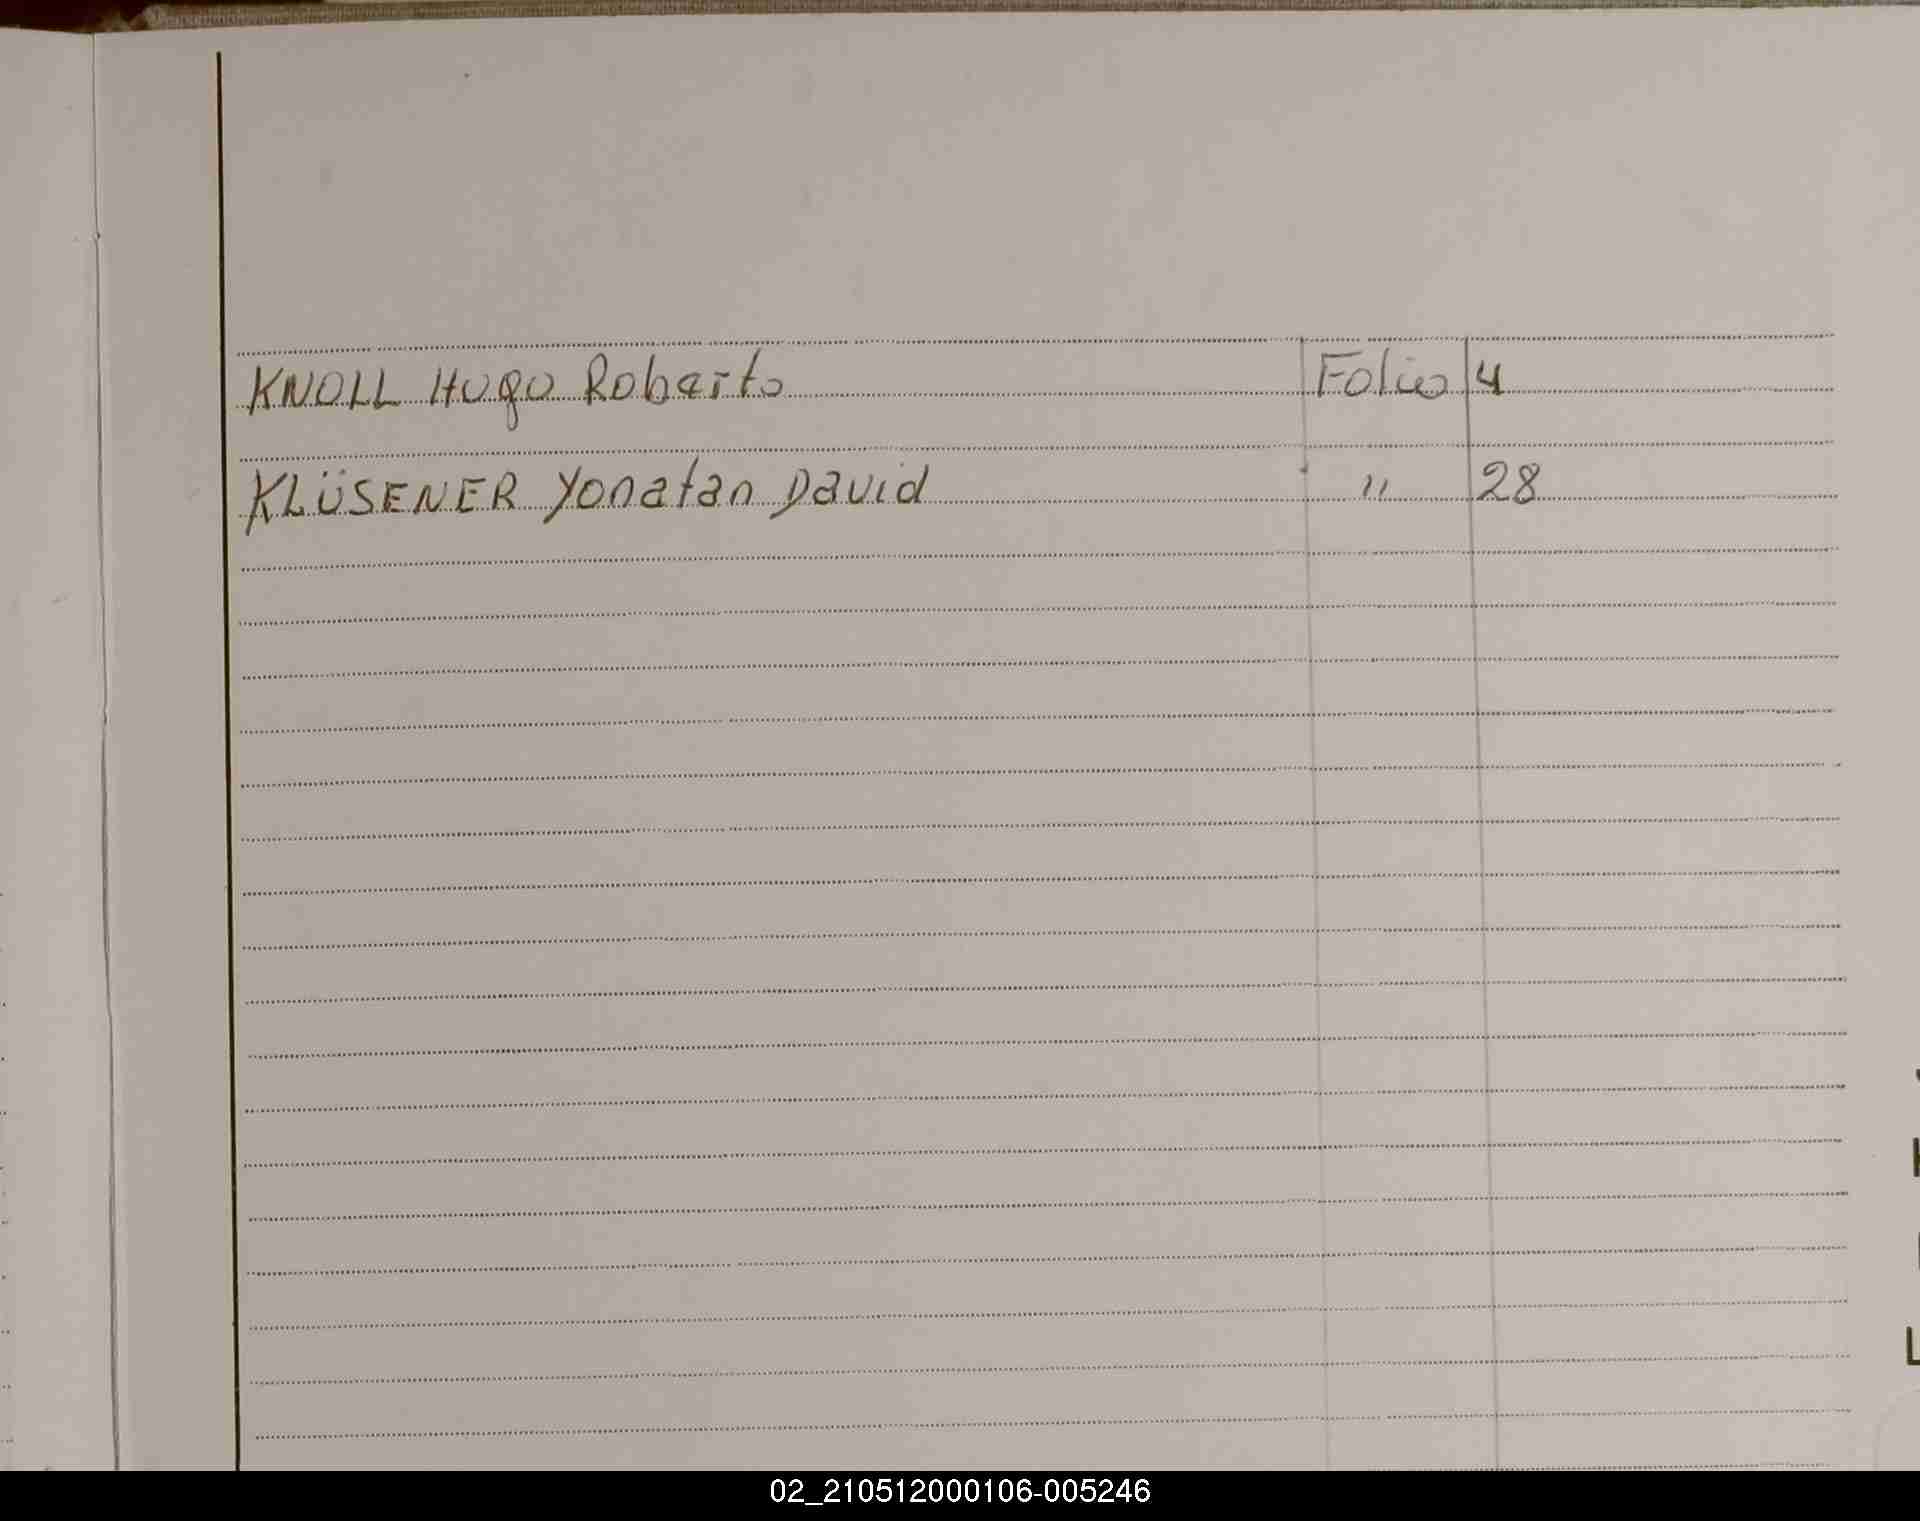 KNOLL Hugo Roberto Folio 4
KLÜSENER Yonatan David " 28
02_210512000106-005246